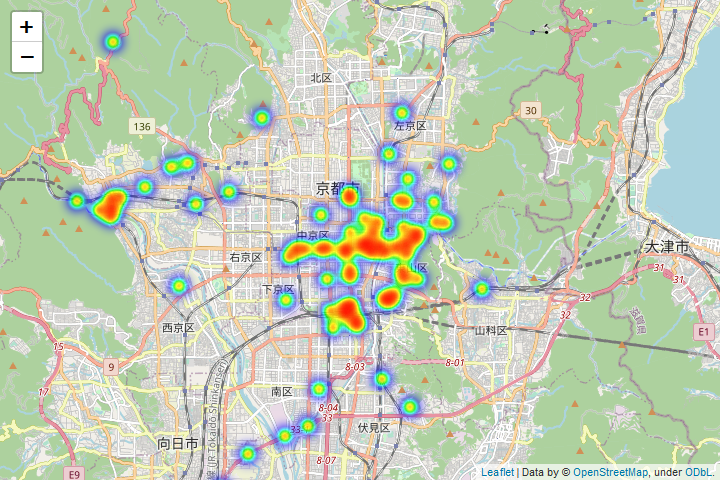 +
−
北区
左京区
30
136
京都市
中京区
右京区
大津市
山区
31
31
下京区
32
滋賀県
西京区
山科区
32
E1
15
9
8-03
8-01
17
南区
8-04
33
33
伏見区
向日市
(JR Tokaido Shinkansen)
8-07
E9
Leaflet | Data by © OpenStreetMap, under ODbL.